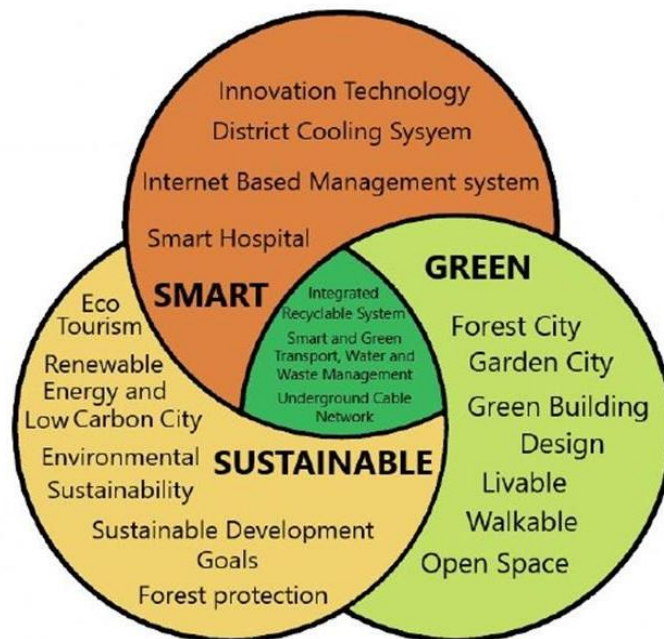 Innovation Technology
District Cooling Sysyem
Internet Based Management system
Smart Hospital
SMART
GREEN
Forest City
Garden City
Green Building
Design
Livable
Walkable
Open Space
Integrated
Recyclable System
Smart and Green
Transport, Water and
Waste Management
Underground Cable
Network
Eco
Tourism
Renewable
Energy and
Low Carbon City
Environmental
Sustainability
SUSTAINABLE
Sustainable Development
Goals
Forest protection